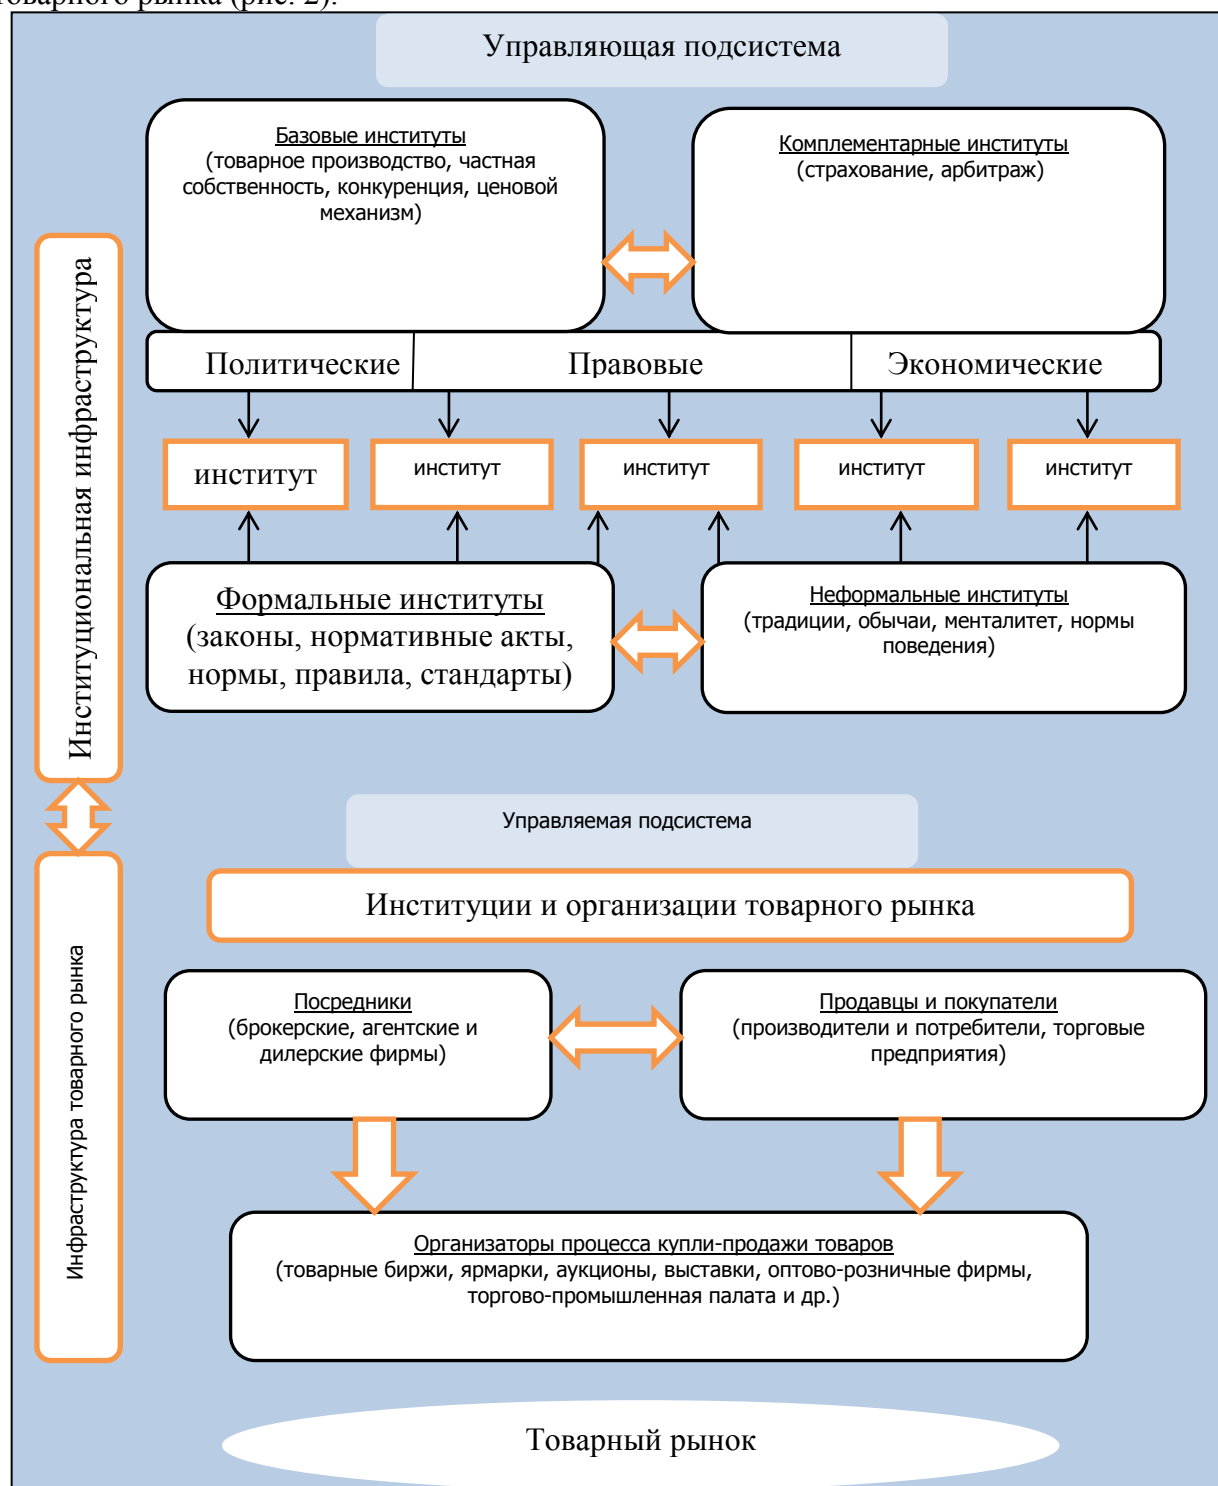 товарного рынка (рис. 2).
Управляющая подсистема
Базовые институты
(товарное производство, частная
собственность, конкуренция, ценовой
механизм)
Комплементарные институты
(страхование, арбитраж)
Институциональная инфраструктура
Политические
Правовые
Экономические
институт
институт
институт
институт
институт
Формальные институты
(законы, нормативные акты,
нормы, правила, стандарты)
Неформальные институты
(традиции, обычаи, менталитет, нормы
поведения)
Управляемая подсистема
Институции и организации товарного рынка
Инфраструктура товарного рынка
Посредники
(брокерские, агентские и
дилерские фирмы)
Продавцы и покупатели
(производители и потребители, торговые
предприятия)
Организаторы процесса купли-продажи товаров
(товарные биржи, ярмарки, аукционы, выставки, оптово-розничные фирмы,
торгово-промышленная палата и др.)
Товарный рынок